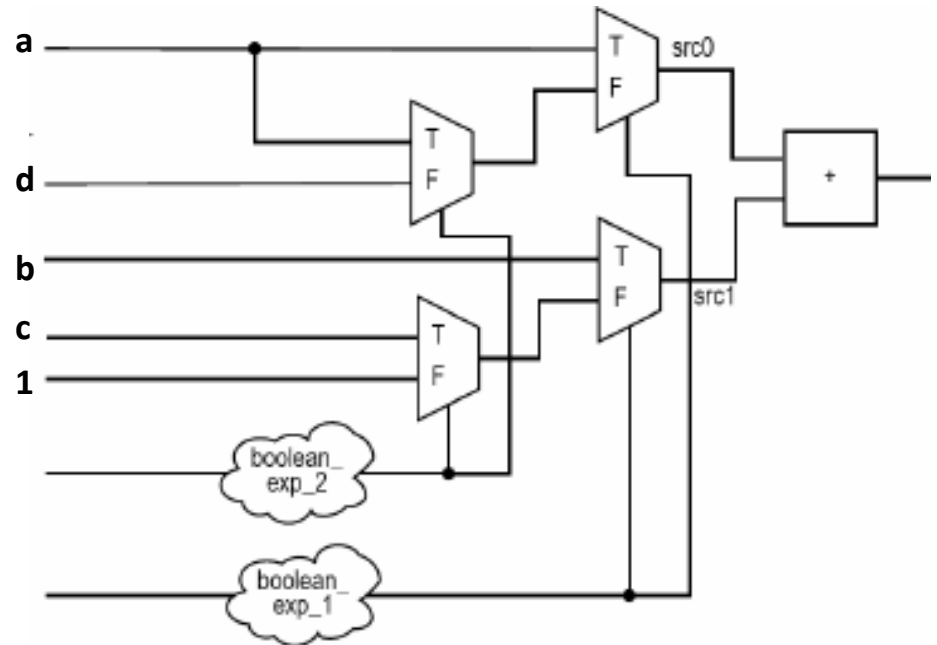 a
T
src0
F
T
d
F
+
b
T
F
src1
c
T
1
F
boolean_
exp_2
boolean_
exp_1